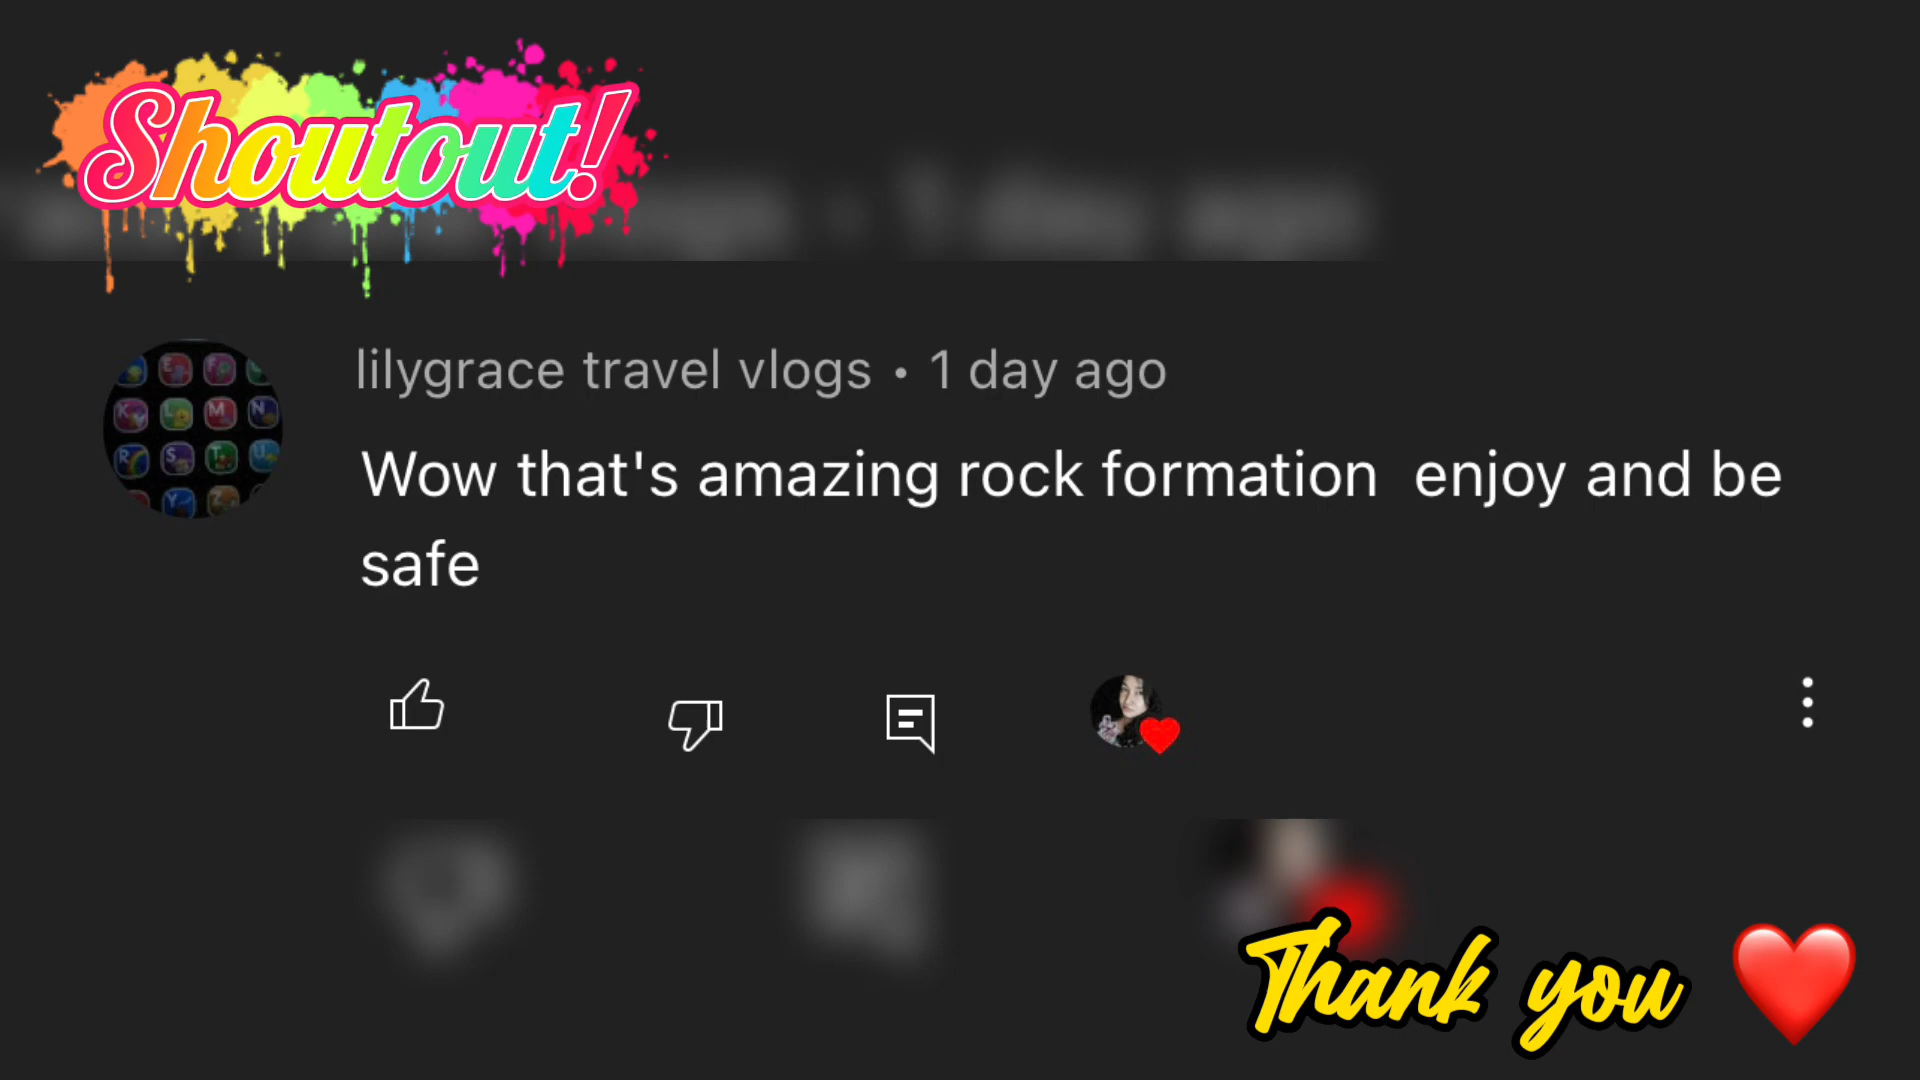 Shoutout!
lilygrace travel vlogs • 1 day ago
Wow that's amazing rock formation  enjoy and be
safe
Thank you